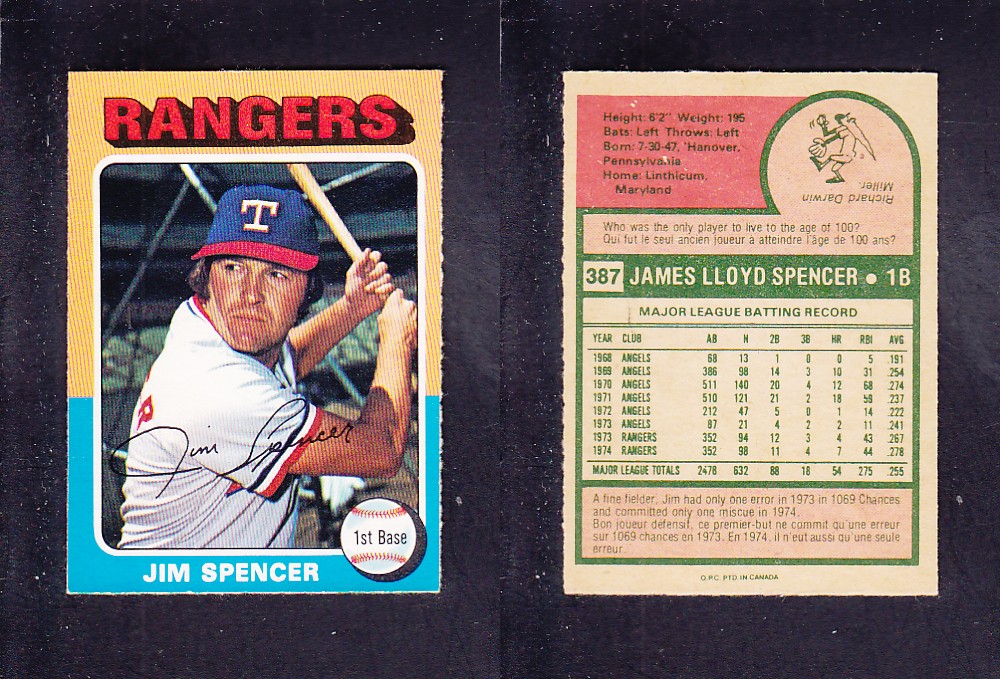 RANGERS
T
Jim Spencer
1st Base
JIM SPENCER
Height: 6'2" Weight: 195
Bats: Left Throws: Left
Born: 7-30-47, 'Hanover,
Pennsylvania
Home: Linthicum,
Maryland
Richard Darwin
Miller.
Who was the only player to live to the age of 100?
Qui fut le seul ancien joueur à atteindre l'âge de 100 ans?
387 JAMES LLOYD SPENCER • 1B
MAJOR LEAGUE BATTING RECORD
YEAR CLUB AB H 2B 3B HR RBI AVG
1968 ANGELS 68 13 1 0 0 5 .191
1969 ANGELS 386 98 14 3 10 31 .254
1970 ANGELS 511 140 20 4 12 68 .274
1971 ANGELS 510 121 21 2 18 59 .237
1972 ANGELS 212 47 5 0 1 14 .222
1973 ANGELS 87 21 4 2 2 11 .241
1973 RANGERS 352 94 12 3 4 43 .267
1974 RANGERS 352 98 11 4 7 44 .278
MAJOR LEAGUE TOTALS 2478 632 88 18 54 275 .255
A fine fielder, Jim had only one error in 1973 in 1069 Chances
and committed only one miscue in 1974.
Bon joueur défensif, ce premier-but ne commit qu'une erreur
sur 1069 chances en 1973. En 1974, il n'eut aussi qu'une seule
erreur.
O.P.C. PTD. IN CANADA